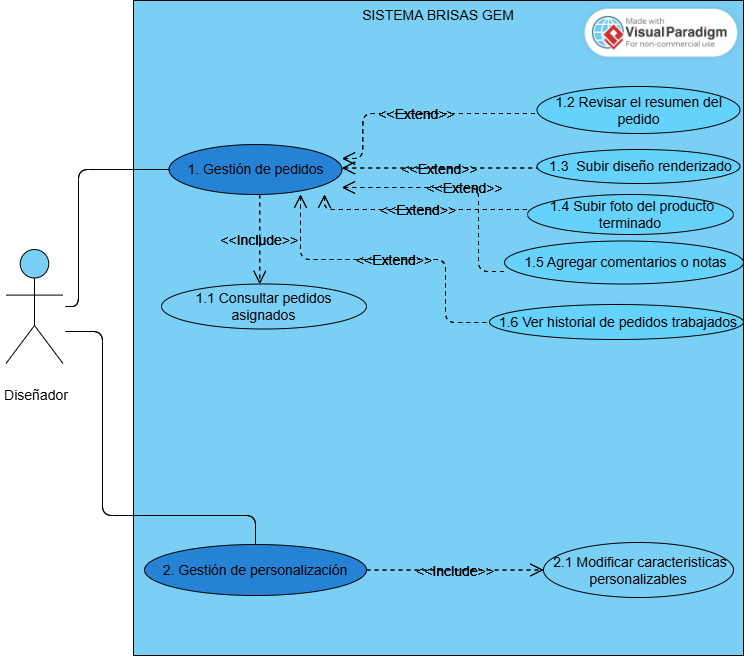 SISTEMA BRISAS GEM
Made with
VisualParadigm
For non-commercial use
<<Extend>>
1.2 Revisar el resumen del
pedido
1. Gestión de pedidos
<<Extend>>
1.3 Subir diseño renderizado
<<Extend>>
<<Extend>>
1.4 Subir foto del producto
terminado
<<Include>>
<<Extend>>
1.5 Agregar comentarios o notas
1.1 Consultar pedidos
asignados
1.6 Ver historial de pedidos trabajados
Diseñador
2. Gestión de personalización
<<Include>>
2.1 Modificar caracteristicas
personalizables